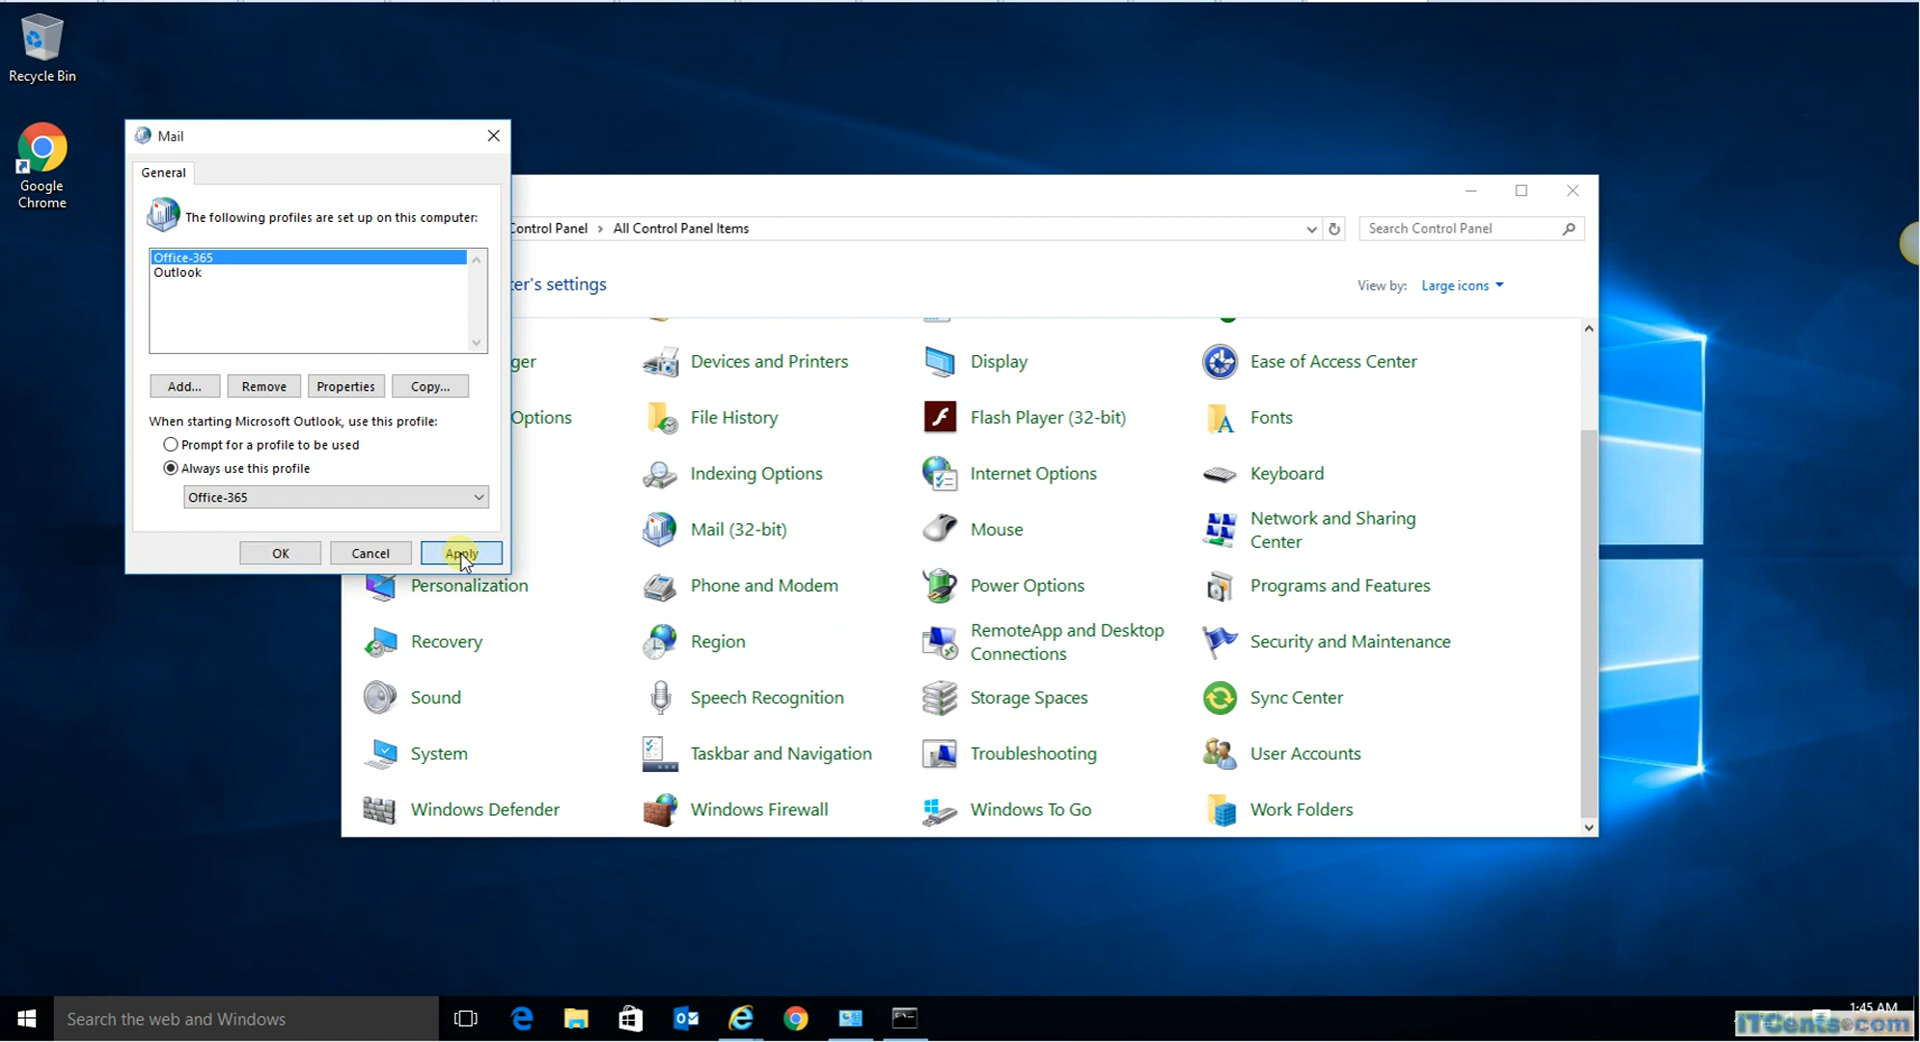 Recycle Bin
Google
Chrome
Mail
General
The following profiles are set up on this computer:
Office-365
Outlook
Add...
Remove
Properties
Copy...
When starting Microsoft Outlook, use this profile:
Prompt for a profile to be used
Always use this profile
Office-365
OK
Cancel
Apply
Control Panel › All Control Panel Items
Search Control Panel
ter's settings
View by:
Large icons
ger
Devices and Printers
Display
Ease of Access Center
Options
File History
Flash Player (32-bit)
Fonts
Indexing Options
Internet Options
Keyboard
Mail (32-bit)
Mouse
Network and Sharing
Center
Personalization
Phone and Modem
Power Options
Programs and Features
Recovery
Region
RemoteApp and Desktop
Connections
Security and Maintenance
Sound
Speech Recognition
Storage Spaces
Sync Center
System
Taskbar and Navigation
Troubleshooting
User Accounts
Windows Defender
Windows Firewall
Windows To Go
Work Folders
Search the web and Windows
1:45 AM
ITCents.com